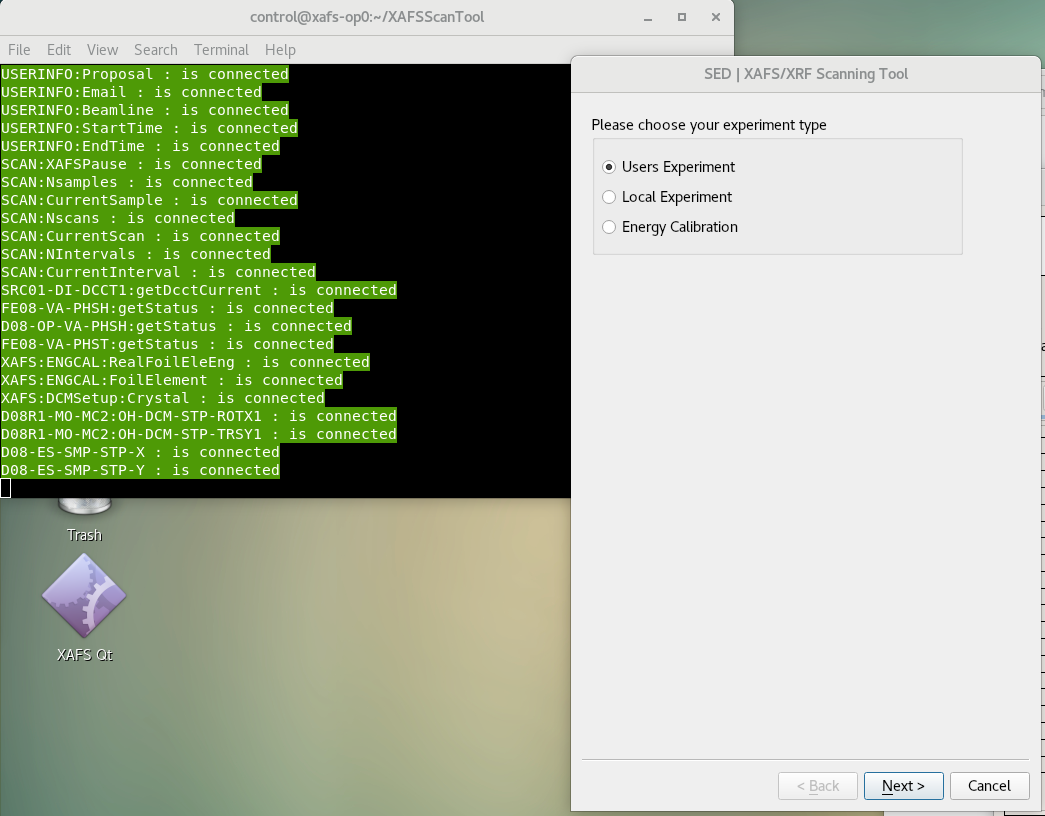 control@xafs-op0:~/XAFSScanTool
File Edit View Search Terminal Help
USERINFO:Proposal : is connected
USERINFO:Email : is connected
USERINFO:Beamline : is connected
USERINFO:StartTime : is connected
USERINFO:EndTime : is connected
SCAN:XAFSPause : is connected
SCAN:Nsamples : is connected
SCAN:CurrentSample : is connected
SCAN:Nscans : is connected
SCAN:CurrentScan : is connected
SCAN:NIntervals : is connected
SCAN:CurrentInterval : is connected
SRC01-DI-DCCT1:getDcctCurrent : is connected
FE08-VA-PHSH:getStatus : is connected
D08-OP-VA-PHSH:getStatus : is connected
FE08-VA-PHST:getStatus : is connected
XAFS:ENGCAL:RealFoilEleEng : is connected
XAFS:ENGCAL:FoilElement : is connected
XAFS:DCMSetup:Crystal : is connected
D08R1-MO-MC2:OH-DCM-STP-ROTX1 : is connected
D08R1-MO-MC2:OH-DCM-STP-TRSY1 : is connected
D08-ES-SMP-STP-X : is connected
D08-ES-SMP-STP-Y : is connected
Trash
XAFS Qt
SED | XAFS/XRF Scanning Tool
Please choose your experiment type
Users Experiment
Local Experiment
Energy Calibration
< Back
Next >
Cancel